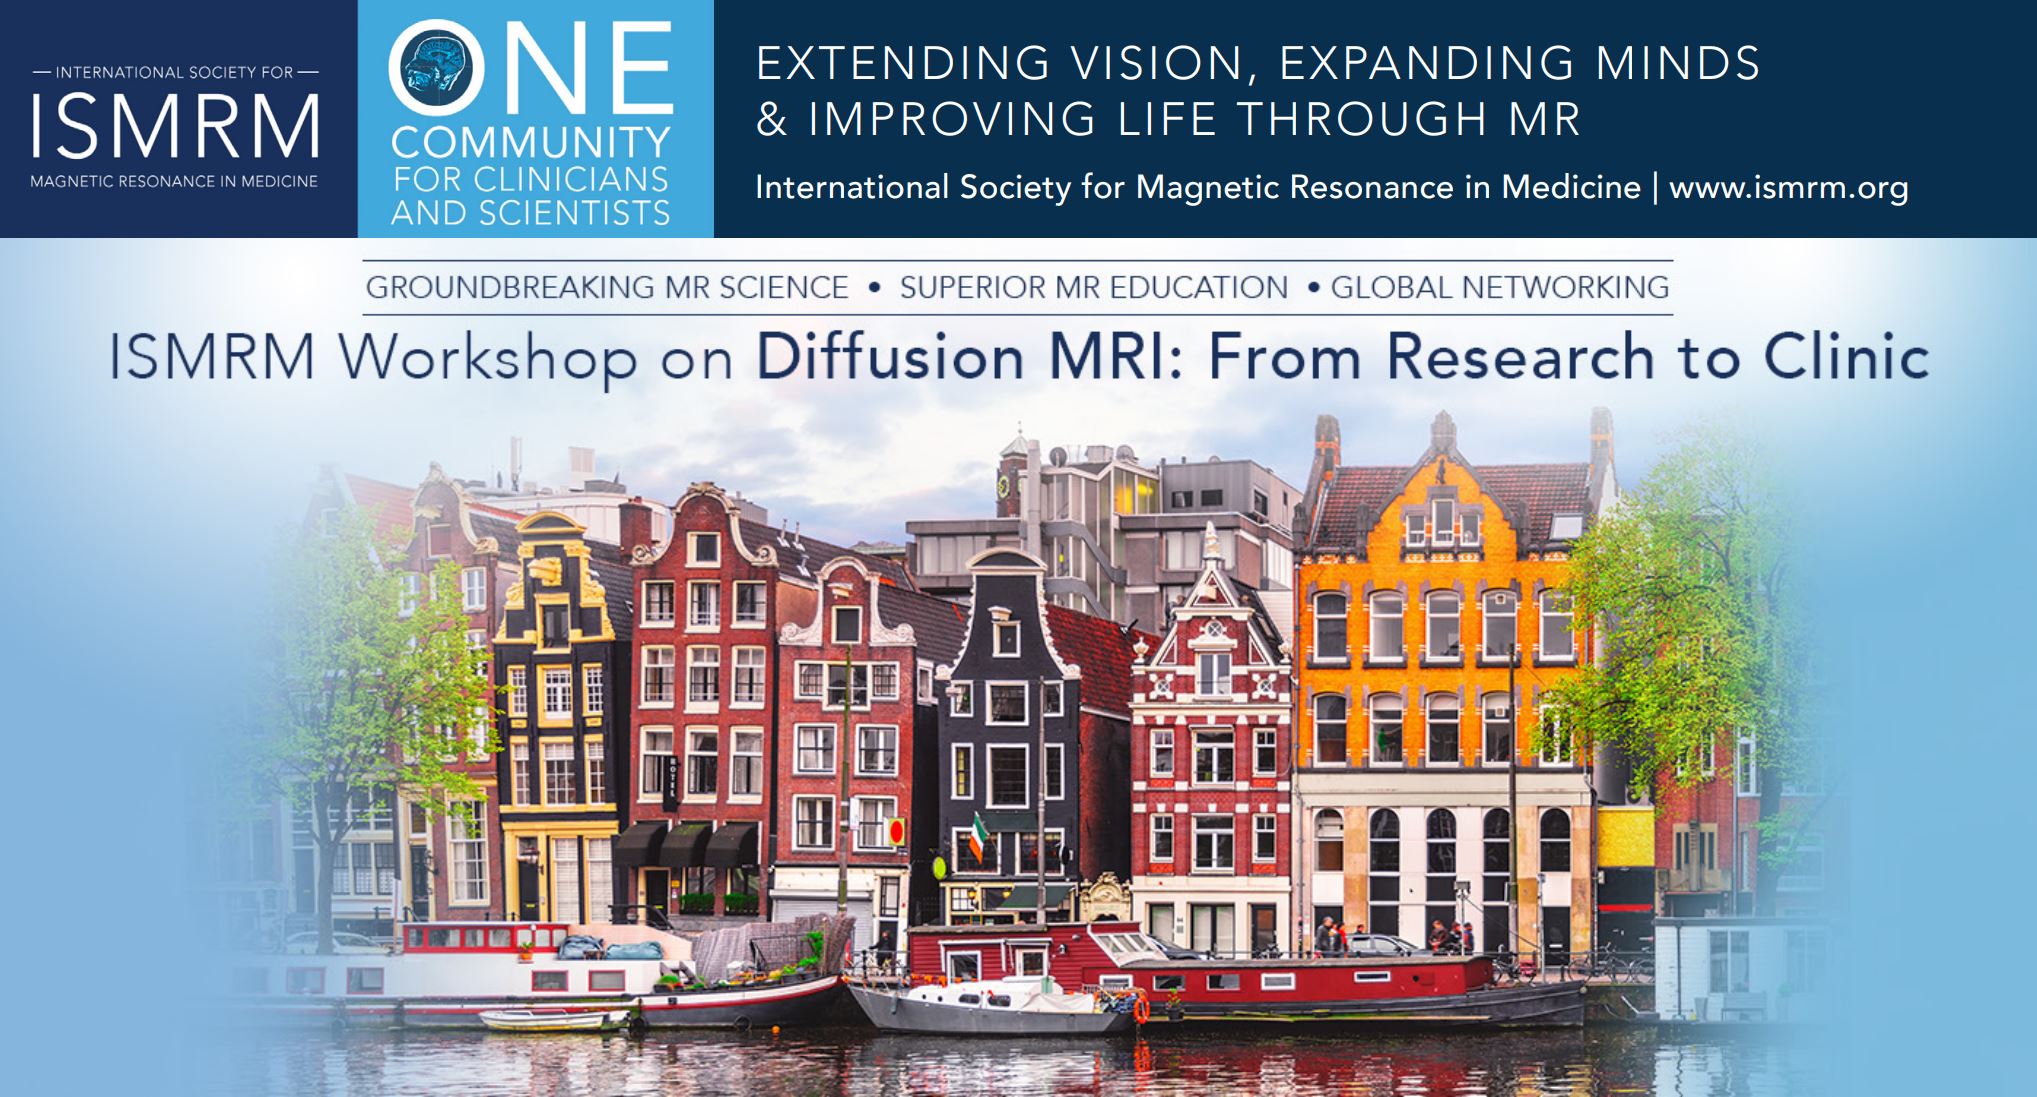 — INTERNATIONAL SOCIETY FOR —
ISMRM
MAGNETIC RESONANCE IN MEDICINE
ONE
COMMUNITY
FOR CLINICIANS
AND SCIENTISTS
EXTENDING VISION, EXPANDING MINDS
& IMPROVING LIFE THROUGH MR
International Society for Magnetic Resonance in Medicine | www.ismrm.org
GROUNDBREAKING MR SCIENCE • SUPERIOR MR EDUCATION • GLOBAL NETWORKING
ISMRM Workshop on Diffusion MRI: From Research to Clinic
HOTEL